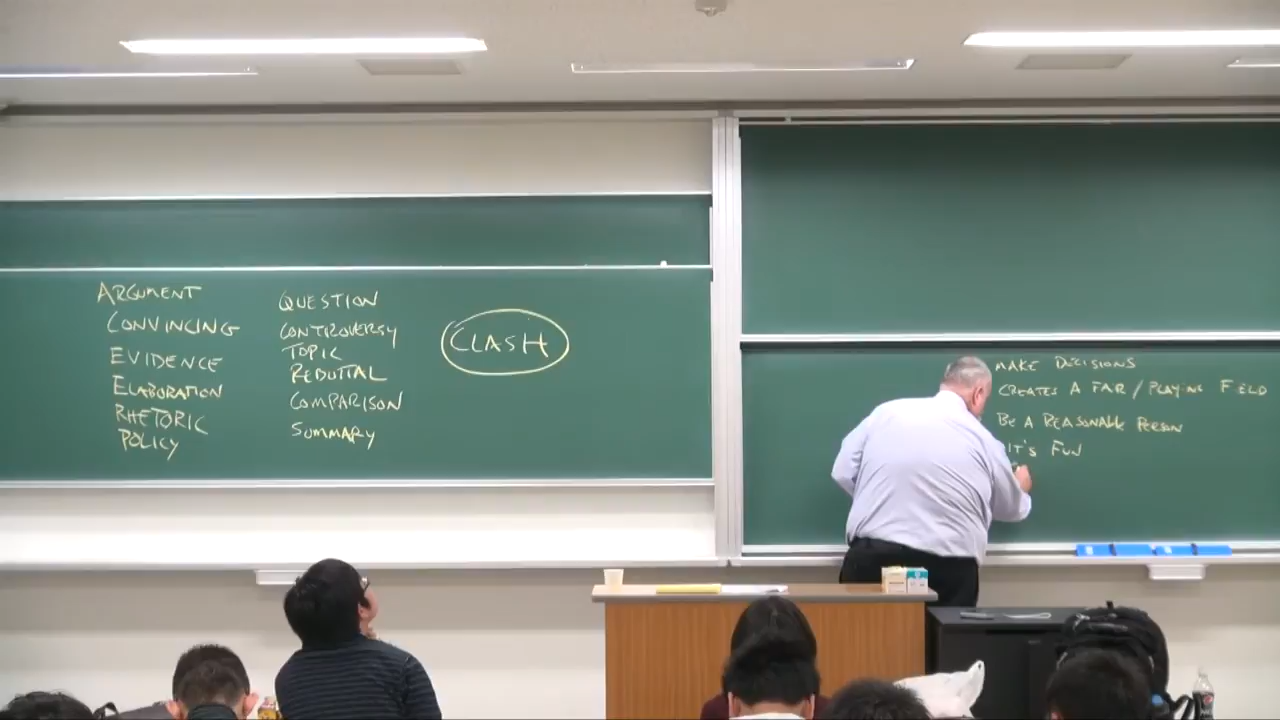 ARGUMENT
CONVINCING
EVIDENCE
ELABORATION
RHETORIC
POLICY
QUESTION
CONTROVERSY
TOPIC
REBUTTAL
COMPARISON
SUMMARY
CLASH
MAKE DECISIONS
CREATES A FAIR / PLAYING FIELD
BE A REASONABLE PERSON
IT'S FUN